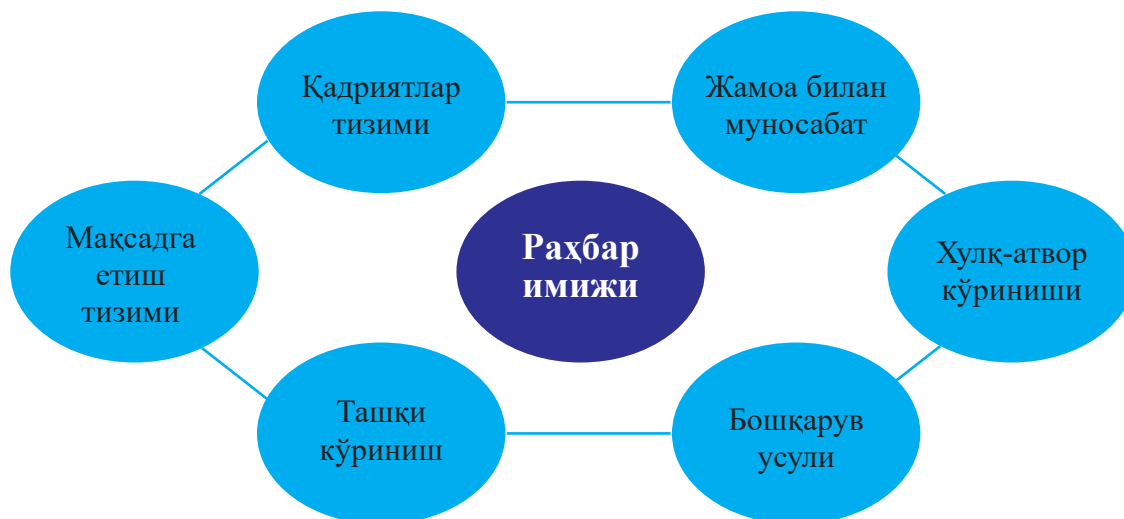 Қадриятлар
тизими
Жамоа билан
муносабат
Мақсадга
етиш
тизими
Раҳбар
имижи
Хулқ-атвор
кўриниши
Ташқи
кўриниш
Бошқарув
усули